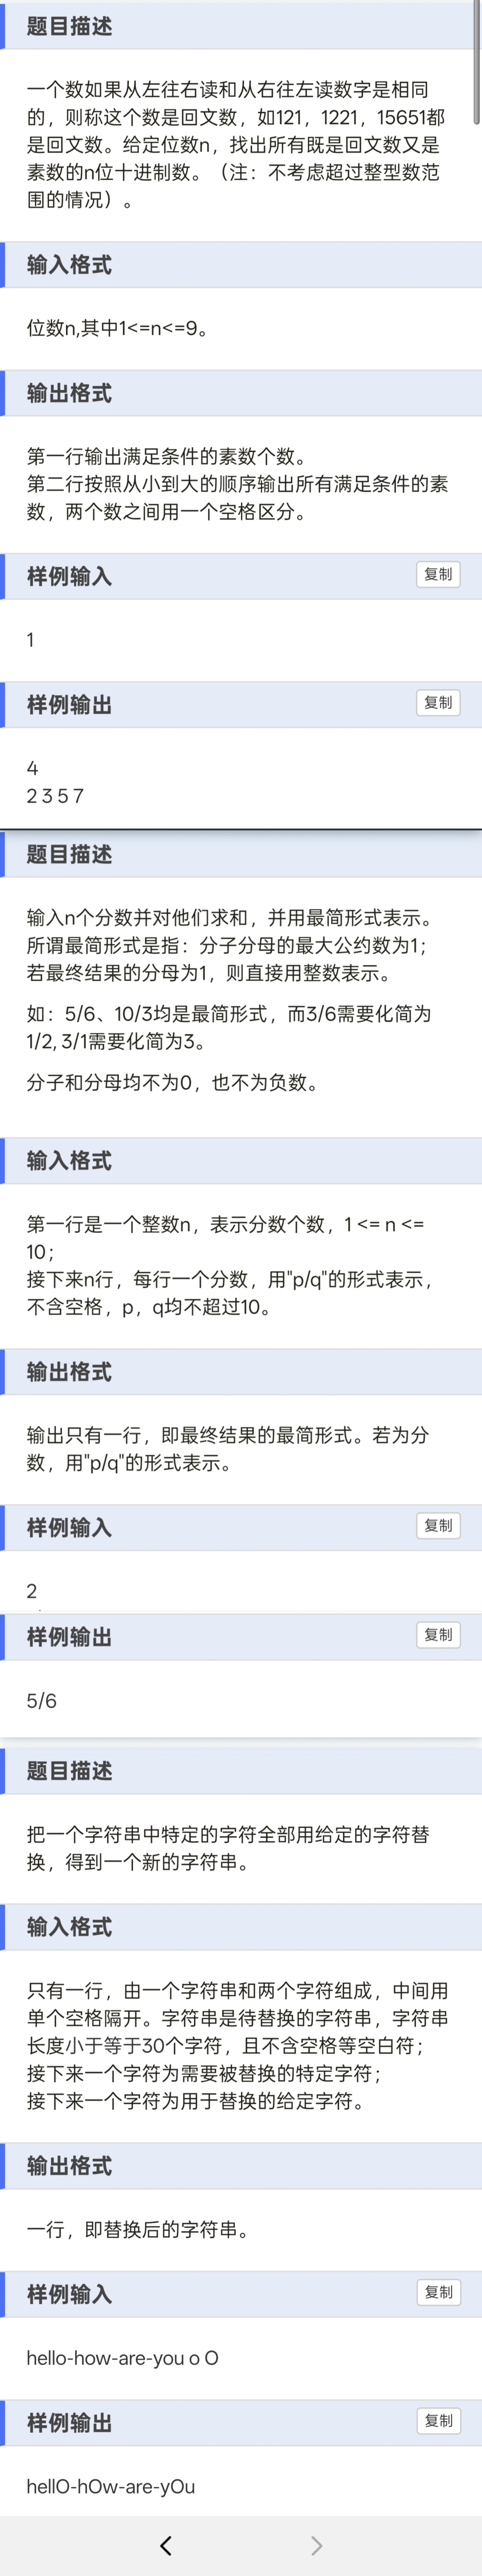 题目描述
一个数如果从左往右读和从右往左读数字是相同
的，则称这个数是回文数，如121，1221，15651都
是回文数。给定位数n，找出所有既是回文数又是
素数的n位十进制数。（注：不考虑超过整型数范
围的情况）。
输入格式
位数n,其中1<=n<=9。
输出格式
第一行输出满足条件的素数个数。
第二行按照从小到大的顺序输出所有满足条件的素
数，两个数之间用一个空格区分。
样例输入
复制
1
样例输出
复制
4
2 3 5 7
题目描述
输入n个分数并对他们求和，并用最简形式表示。
所谓最简形式是指：分子分母的最大公约数为1；
若最终结果的分母为1，则直接用整数表示。
如：5/6、10/3均是最简形式，而3/6需要化简为
1/2, 3/1需要化简为3。
分子和分母均不为0，也不为负数。
输入格式
第一行是一个整数n，表示分数个数，1 <= n <=
10；
接下来n行，每行一个分数，用"p/q"的形式表示，
不含空格，p，q均不超过10。
输出格式
输出只有一行，即最终结果的最简形式。若为分
数，用"p/q"的形式表示。
样例输入
复制
2
样例输出
复制
5/6
题目描述
把一个字符串中特定的字符全部用给定的字符替
换，得到一个新的字符串。
输入格式
只有一行，由一个字符串和两个字符组成，中间用
单个空格隔开。字符串是待替换的字符串，字符串
长度小于等于30个字符，且不含空格等空白符；
接下来一个字符为需要被替换的特定字符；
接下来一个字符为用于替换的给定字符。
输出格式
一行，即替换后的字符串。
样例输入
复制
hello-how-are-you o O
样例输出
复制
hellO-hOw-are-yOu